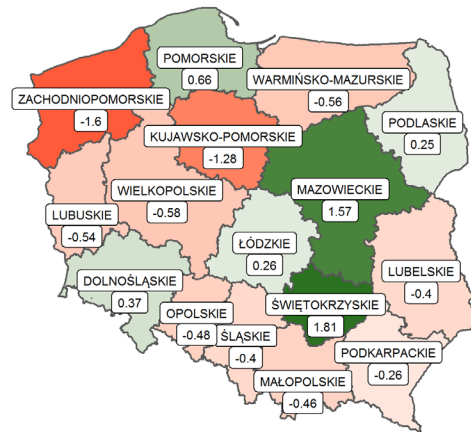 POMORSKIE
0.66
WARMIŃSKO-MAZURSKIE
-0.56
ZACHODNIOPOMORSKIE
-1.6
PODLASKIE
0.25
KUJAWSKO-POMORSKIE
-1.28
WIELKOPOLSKIE
-0.58
MAZOWIECKIE
1.57
LUBUSKIE
-0.54
ŁÓDZKIE
0.26
LUBELSKIE
-0.4
DOLNOŚLĄSKIE
0.37
ŚWIĘTOKRZYSKIE
1.81
OPOLSKIE
-0.48
ŚLĄSKIE
-0.4
PODKARPACKIE
-0.26
MAŁOPOLSKIE
-0.46